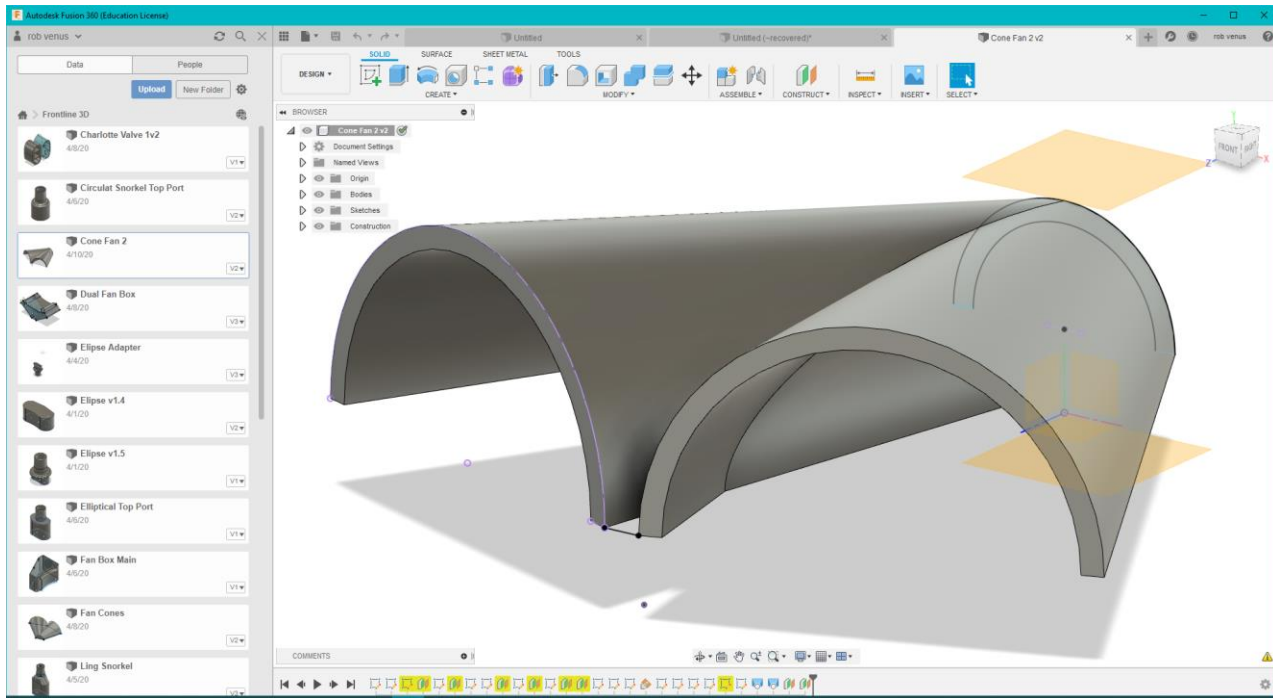 Autodesk Fusion 360 (Education License)
rob venus
Untitled
Untitled (~recovered)*
Cone Fan 2 v2
rob venus
Data
People
Upload
New Folder
Frontline 3D
Charlotte Valve 1v2
4/8/20
V1
Circulat Snorkel Top Port
4/6/20
V2
Cone Fan 2
4/10/20
V2
Dual Fan Box
4/8/20
V3
Elipse Adapter
4/4/20
V3
Elipse v1.4
4/1/20
V2
Elipse v1.5
4/1/20
V1
Elliptical Top Port
4/6/20
V1
Fan Box Main
4/6/20
V1
Fan Cones
4/8/20
V2
Ling Snorkel
4/5/20
DESIGN
SOLID SURFACE SHEET METAL TOOLS
CREATE MODIFY ASSEMBLE CONSTRUCT INSPECT INSERT SELECT
BROWSER
Cone Fan 2 v2
Document Settings
Named Views
Origin
Bodies
Sketches
Construction
Y
FRONT RIGHT
Z X
COMMENTS